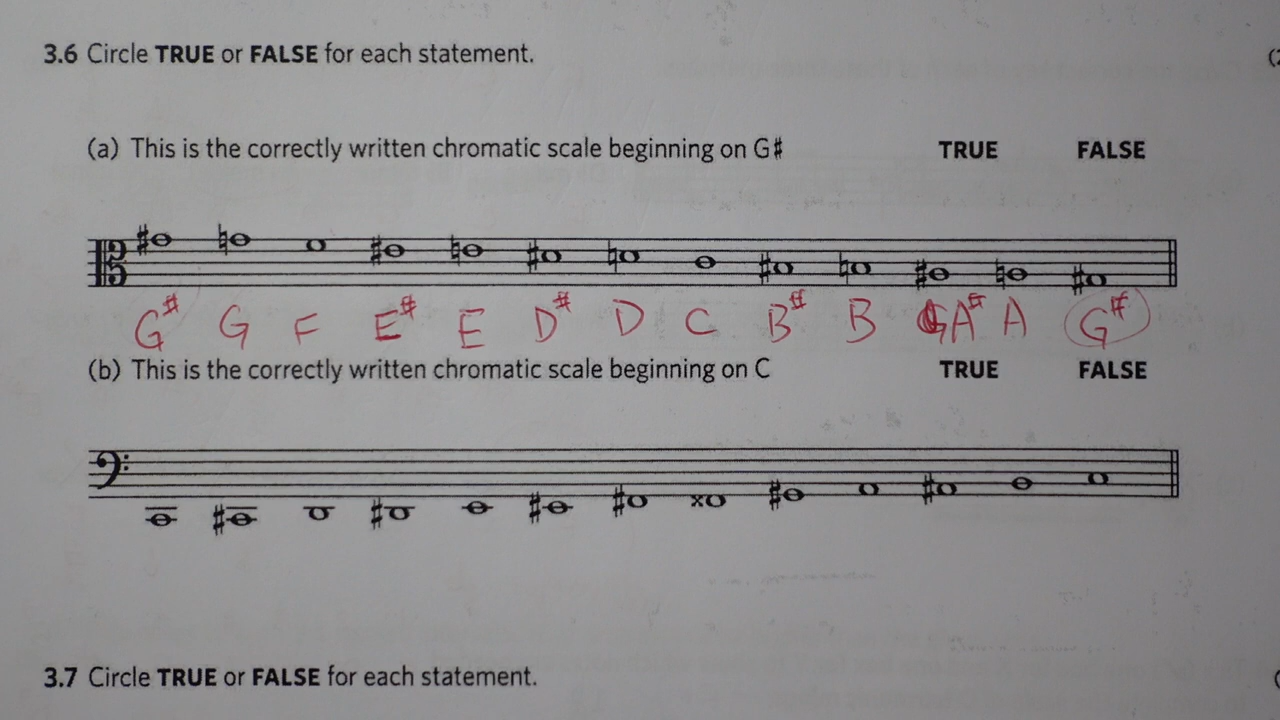 3.6 Circle TRUE or FALSE for each statement.
(a) This is the correctly written chromatic scale beginning on G♯ TRUE FALSE
G# G F E# E D# D C B# B A# A G#
(b) This is the correctly written chromatic scale beginning on C TRUE FALSE
3.7 Circle TRUE or FALSE for each statement.